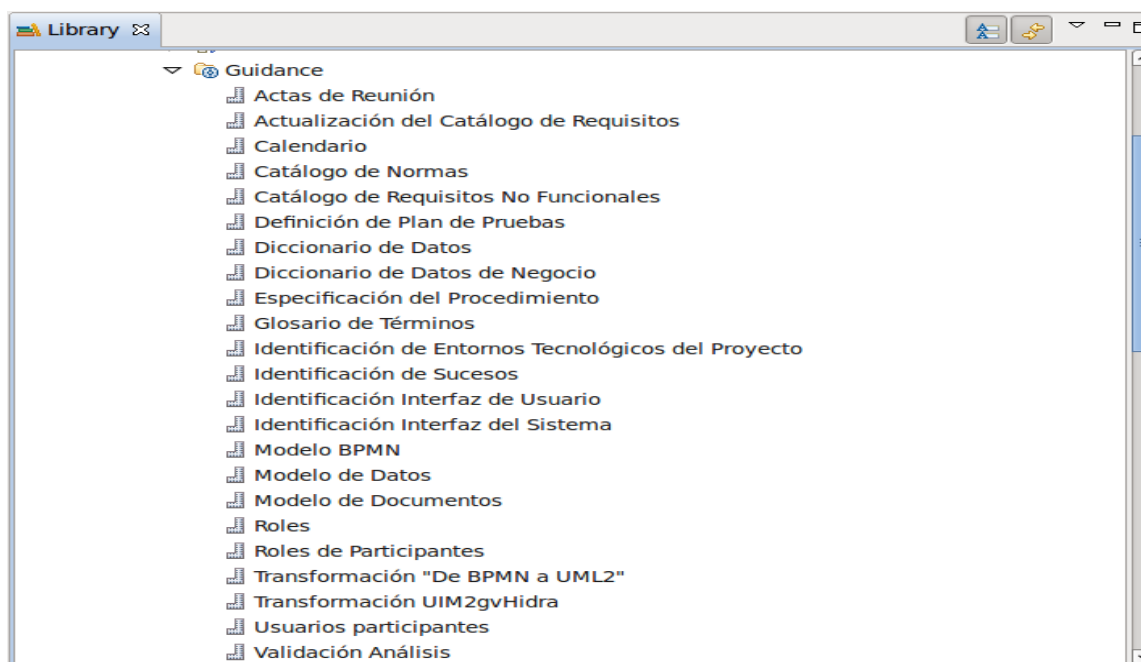 Library
Guidance
Actas de Reunión
Actualización del Catálogo de Requisitos
Calendario
Catálogo de Normas
Catálogo de Requisitos No Funcionales
Definición de Plan de Pruebas
Diccionario de Datos
Diccionario de Datos de Negocio
Especificación del Procedimiento
Glosario de Términos
Identificación de Entornos Tecnológicos del Proyecto
Identificación de Sucesos
Identificación Interfaz de Usuario
Identificación Interfaz del Sistema
Modelo BPMN
Modelo de Datos
Modelo de Documentos
Roles
Roles de Participantes
Transformación "De BPMN a UML2"
Transformación UIM2gvHidra
Usuarios participantes
Validación Análisis